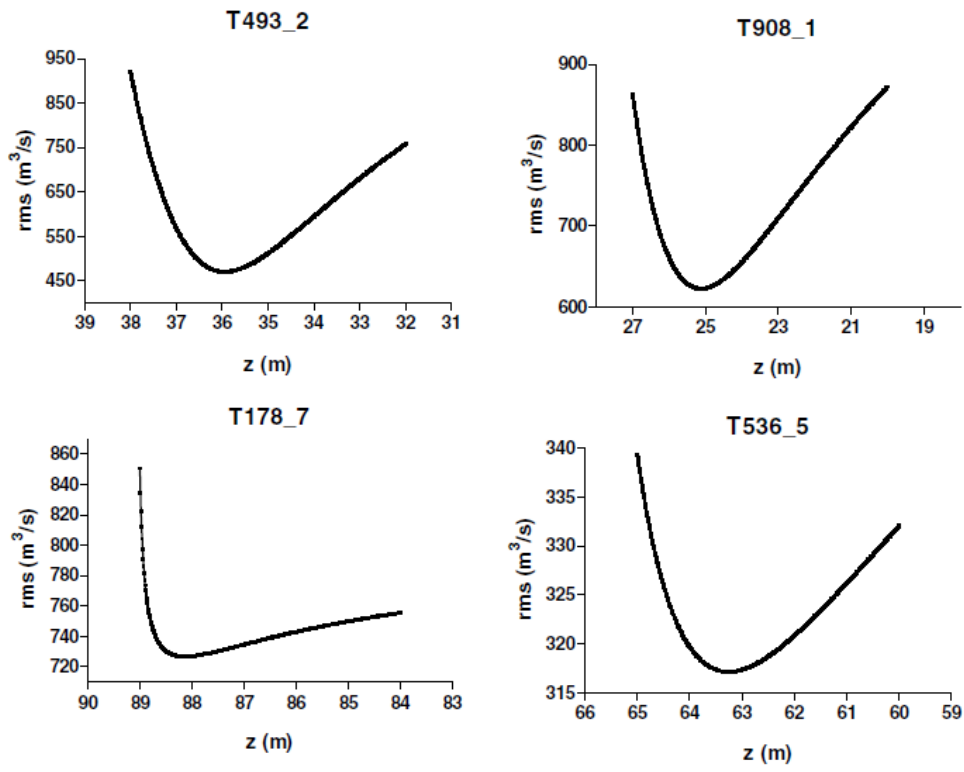 T493_2
950
850
750
650
550
450
rms (m³/s)
39 38 37 36 35 34 33 32 31
z (m)
T908_1
900
800
700
600
rms (m³/s)
27 25 23 21 19
z (m)
T178_7
860
840
820
800
780
760
740
720
rms (m³/s)
90 89 88 87 86 85 84 83
z (m)
T536_5
340
335
330
325
320
315
rms (m³/s)
66 65 64 63 62 61 60 59
z (m)